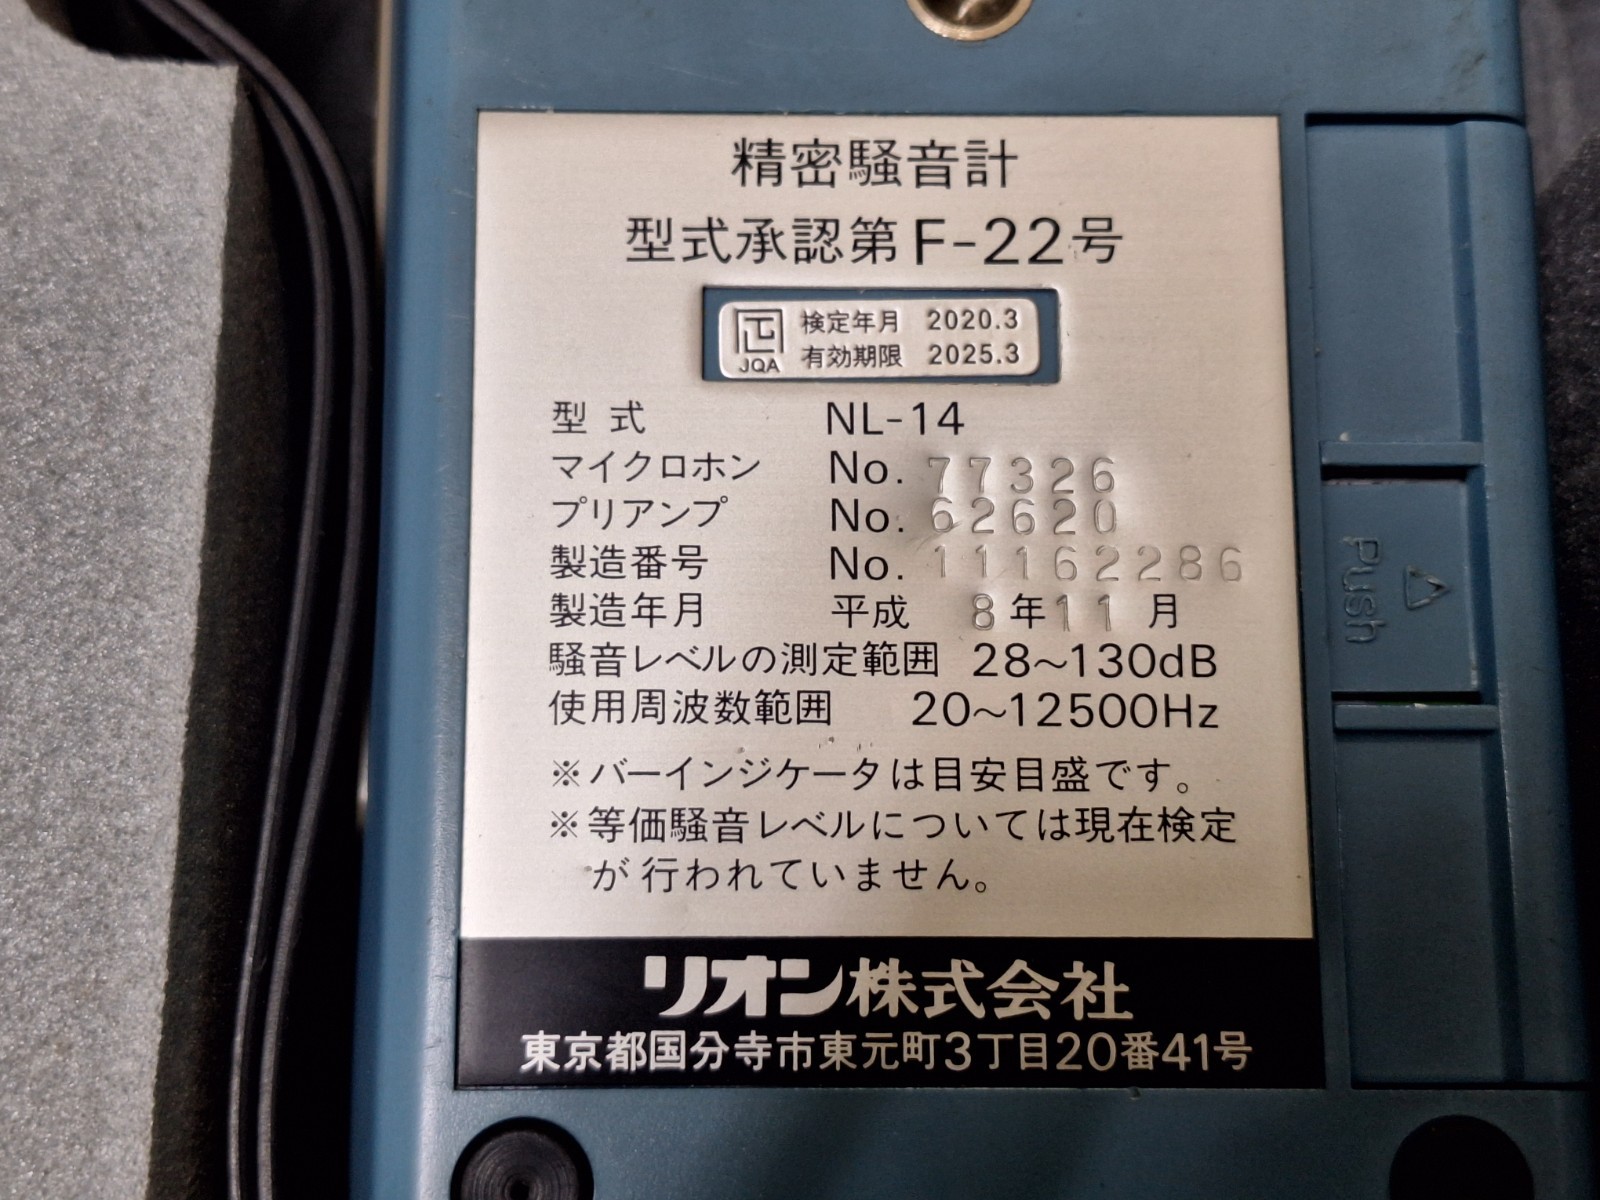 精密騒音計
型式承認第F-22号
検定年月 2020.3
有効期限 2025.3
JQA
型式 NL-14
マイクロホン No. 77326
プリアンプ No. 62620
製造番号 No. 11162286
製造年月 平成 8年11月
騒音レベルの測定範囲 28~130dB
使用周波数範囲 20~12500Hz
※バーインジケータは目安目盛です。
※等価騒音レベルについては現在検定
が行われていません。
リオン株式会社
東京都国分寺市東元町3丁目20番41号
Push